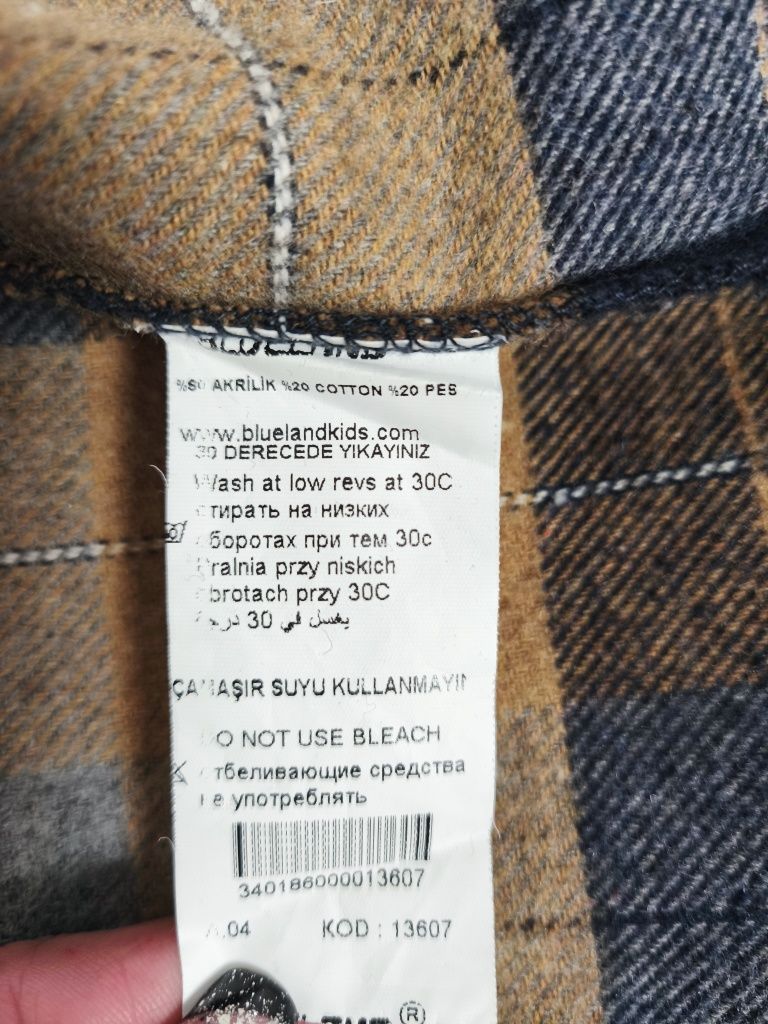 AKRİLİK %20 COTTON %20 PES
www.bluelandkids.com
30 DERECEDE YIKAYINIZ
Wash at low revs at 30C
стирать на низких
оборотах при тем 30с
Pralnia przy niskich
obrotach przy 30C
يغسل في 30 درجة
ÇAMAŞIR SUYU KULLANMAYIN
DO NOT USE BLEACH
отбеливающие средства
не употреблять
340186000013607
KOD : 13607
®